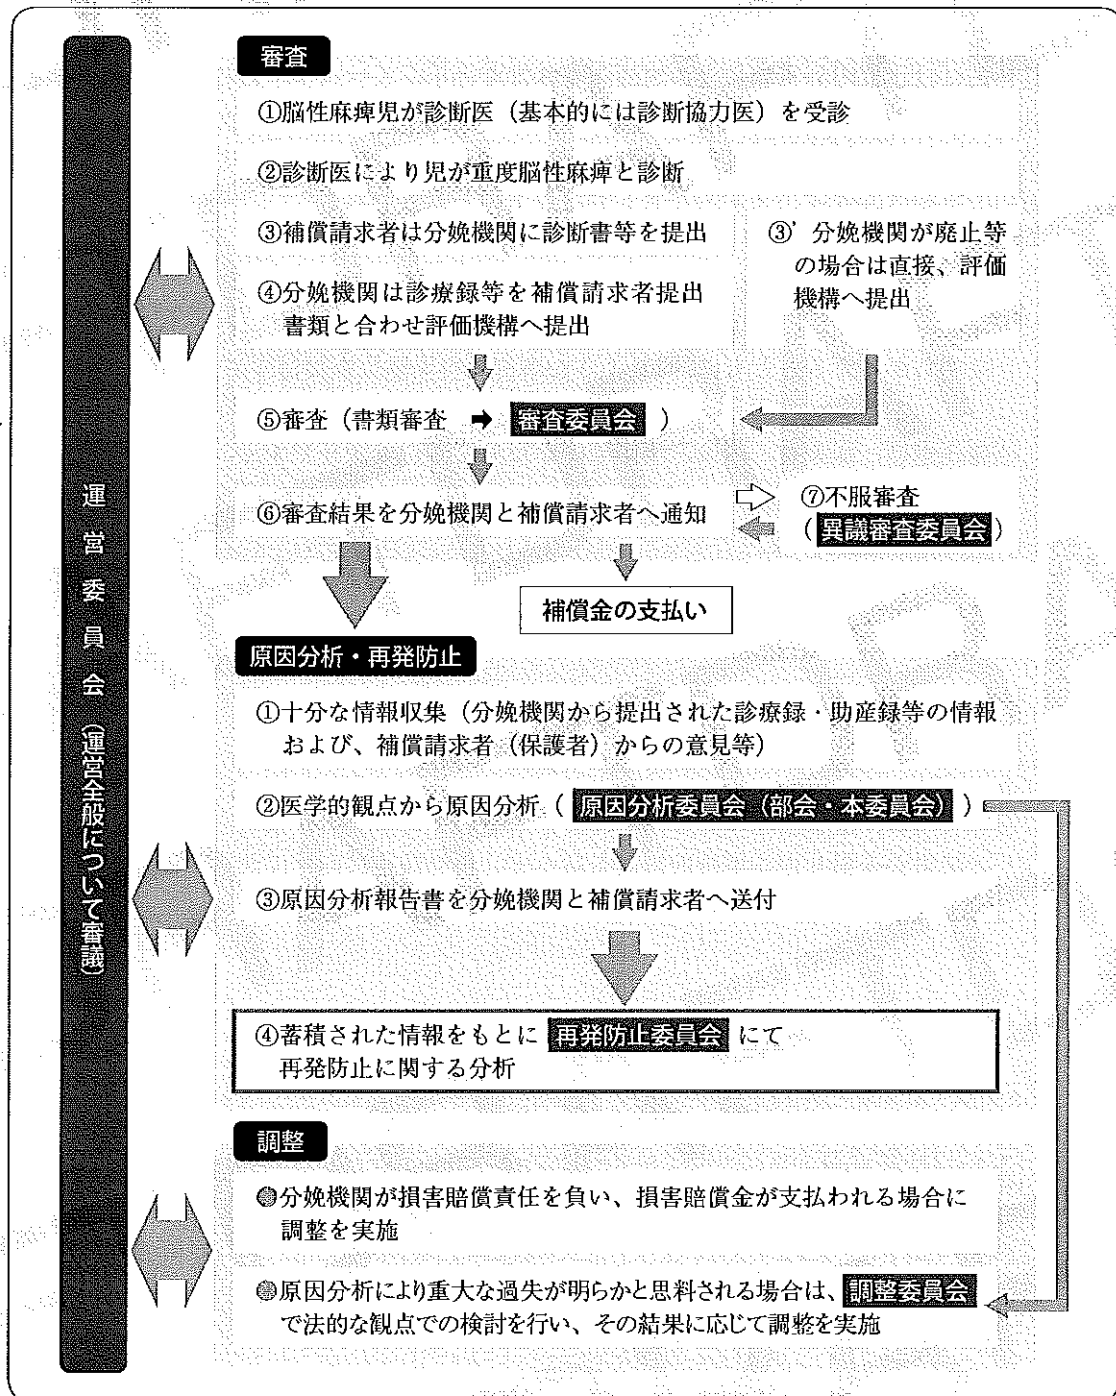 運営委員会（運営全般について審議）
審査
①脳性麻痺児が診断医（基本的には診断協力医）を受診
②診断医により児が重度脳性麻痺と診断
③補償請求者は分娩機関に診断書等を提出
④分娩機関は診療録等を補償請求者提出
書類と合わせ評価機構へ提出
③’分娩機関が廃止等
の場合は直接、評価
機構へ提出
⑤審査（書類審査 ➡ 審査委員会）
⑥審査結果を分娩機関と補償請求者へ通知
⑦不服審査
（異議審査委員会）
補償金の支払い
原因分析・再発防止
①十分な情報収集（分娩機関から提出された診療録・助産録等の情報
および、補償請求者（保護者）からの意見等）
②医学的観点から原因分析（原因分析委員会（部会・本委員会））
③原因分析報告書を分娩機関と補償請求者へ送付
④蓄積された情報をもとに 再発防止委員会 にて
再発防止に関する分析
調整
●分娩機関が損害賠償責任を負い、損害賠償金が支払われる場合に
調整を実施
●原因分析により重大な過失が明らかと思料される場合は、調整委員会
で法的な観点での検討を行い、その結果に応じて調整を実施